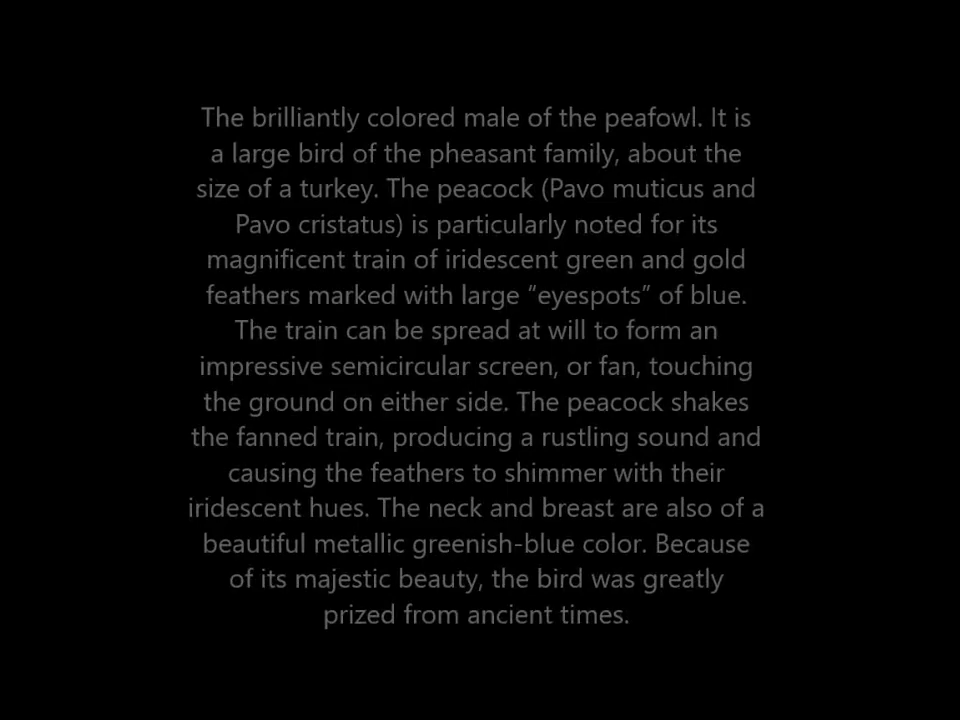 The brilliantly colored male of the peafowl. It is
a large bird of the pheasant family, about the
size of a turkey. The peacock (Pavo muticus and
Pavo cristatus) is particularly noted for its
magnificent train of iridescent green and gold
feathers marked with large “eyespots” of blue.
The train can be spread at will to form an
impressive semicircular screen, or fan, touching
the ground on either side. The peacock shakes
the fanned train, producing a rustling sound and
causing the feathers to shimmer with their
iridescent hues. The neck and breast are also of a
beautiful metallic greenish-blue color. Because
of its majestic beauty, the bird was greatly
prized from ancient times.